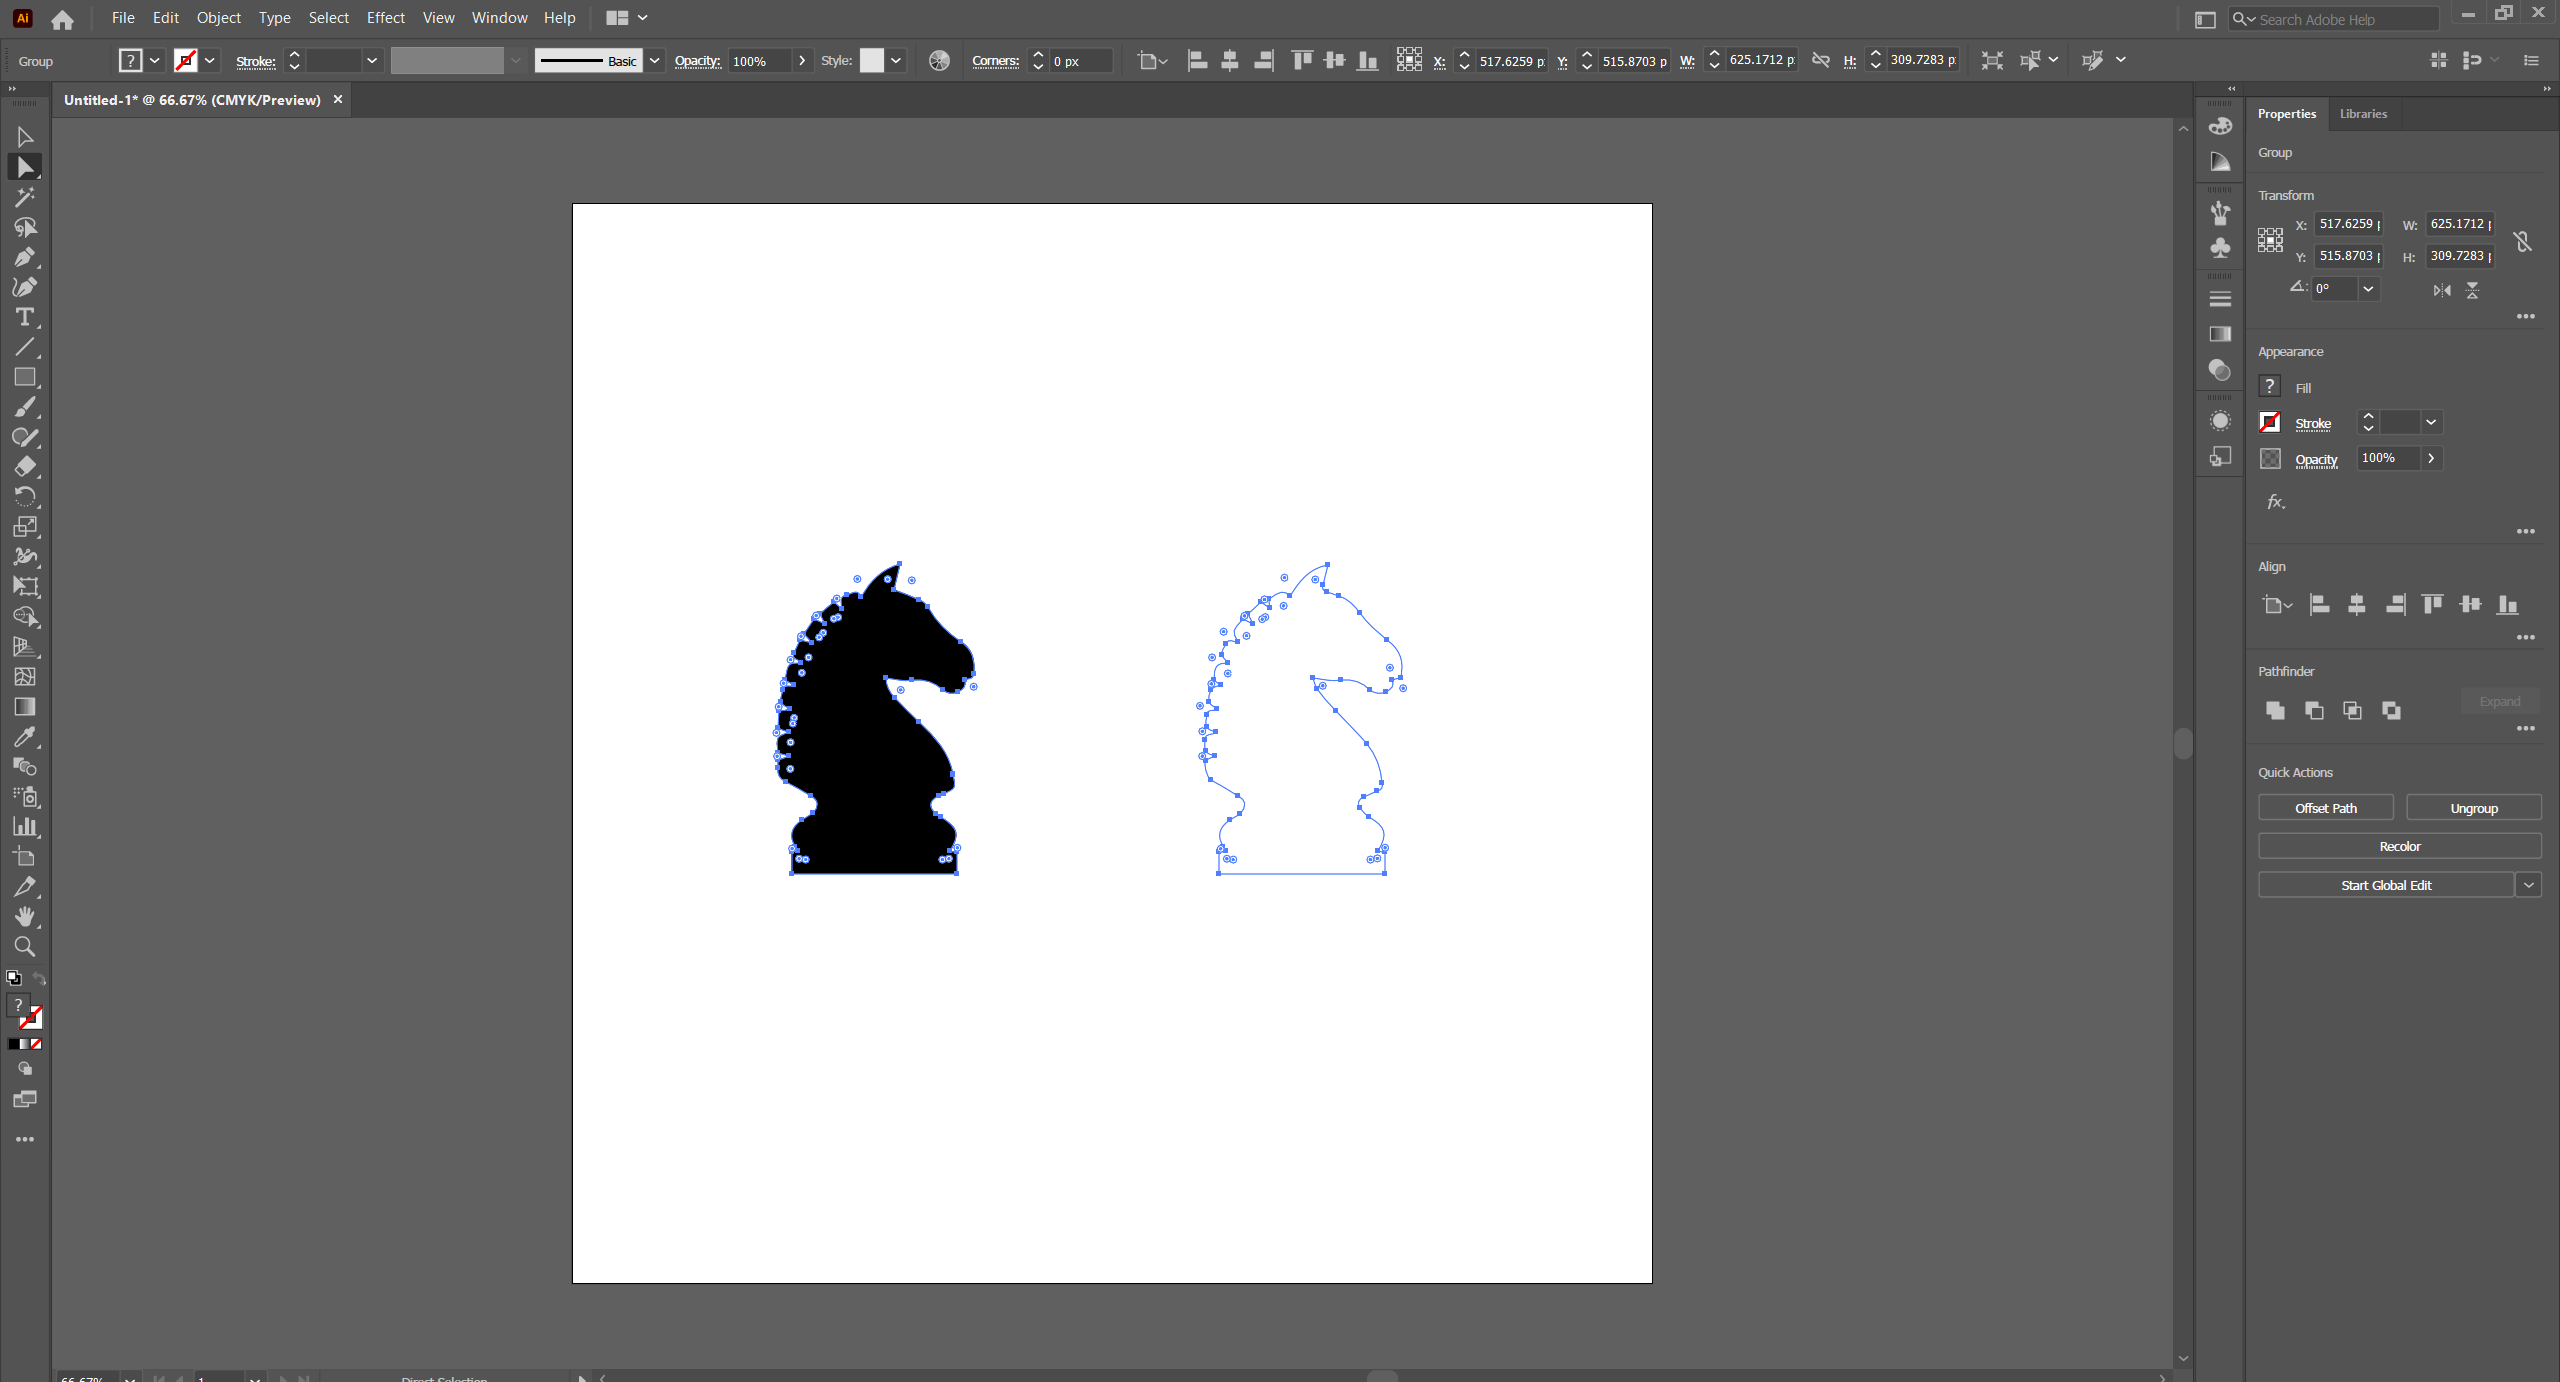 Ai File Edit Object Type Select Effect View Window Help Search Adobe Help
Group ? Stroke: Basic Opacity: 100% Style: Corners: 0 px X: 517.6259 p Y: 515.8703 p W: 625.1712 p H: 309.7283 p
Untitled-1* @ 66.67% (CMYK/Preview) ×
Properties Libraries
Group
Transform
X: 517.6259 W: 625.1712
Y: 515.8703 H: 309.7283
0°
Appearance
? Fill
Stroke
Opacity 100%
fx
Align
Pathfinder
Expand
Quick Actions
Offset Path Ungroup
Recolor
Start Global Edit
?
66.67% 1 Direct Selection